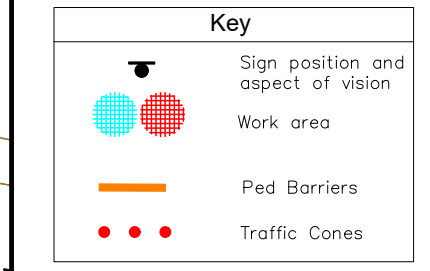 Key
Sign position and
aspect of vision
Work area
Ped Barriers
Traffic Cones